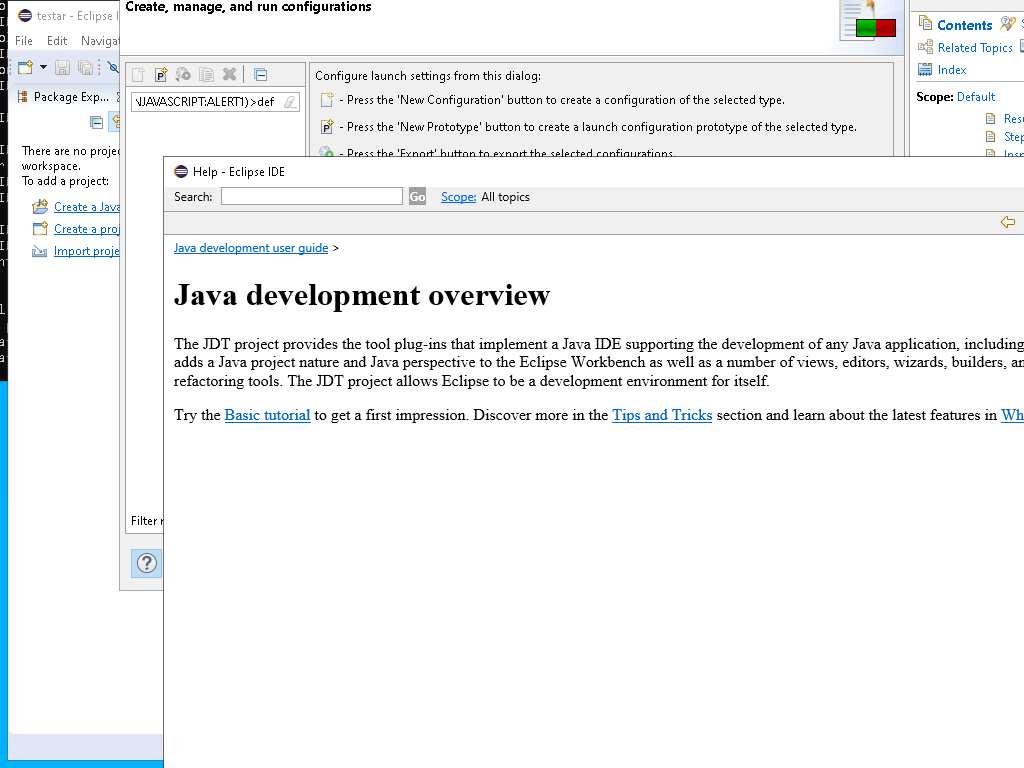 testar - Eclipse I
File Edit Navigat
Package Exp...
There are no projec
workspace.
To add a project:
Create a Java
Create a proj
Import proje
Create, manage, and run configurations
\JAVASCRIPT:ALERT1)>def
Filter
Configure launch settings from this dialog:
- Press the 'New Configuration' button to create a configuration of the selected type.
- Press the 'New Prototype' button to create a launch configuration prototype of the selected type.
- Press the 'Export' button to export the selected configurations.
Contents
Related Topics
Index
Scope: Default
Resu
Step
Help - Eclipse IDE
Search: Go Scope: All topics
Java development user guide >
Java development overview
The JDT project provides the tool plug-ins that implement a Java IDE supporting the development of any Java application, including
adds a Java project nature and Java perspective to the Eclipse Workbench as well as a number of views, editors, wizards, builders, an
refactoring tools. The JDT project allows Eclipse to be a development environment for itself.
Try the Basic tutorial to get a first impression. Discover more in the Tips and Tricks section and learn about the latest features in Wh